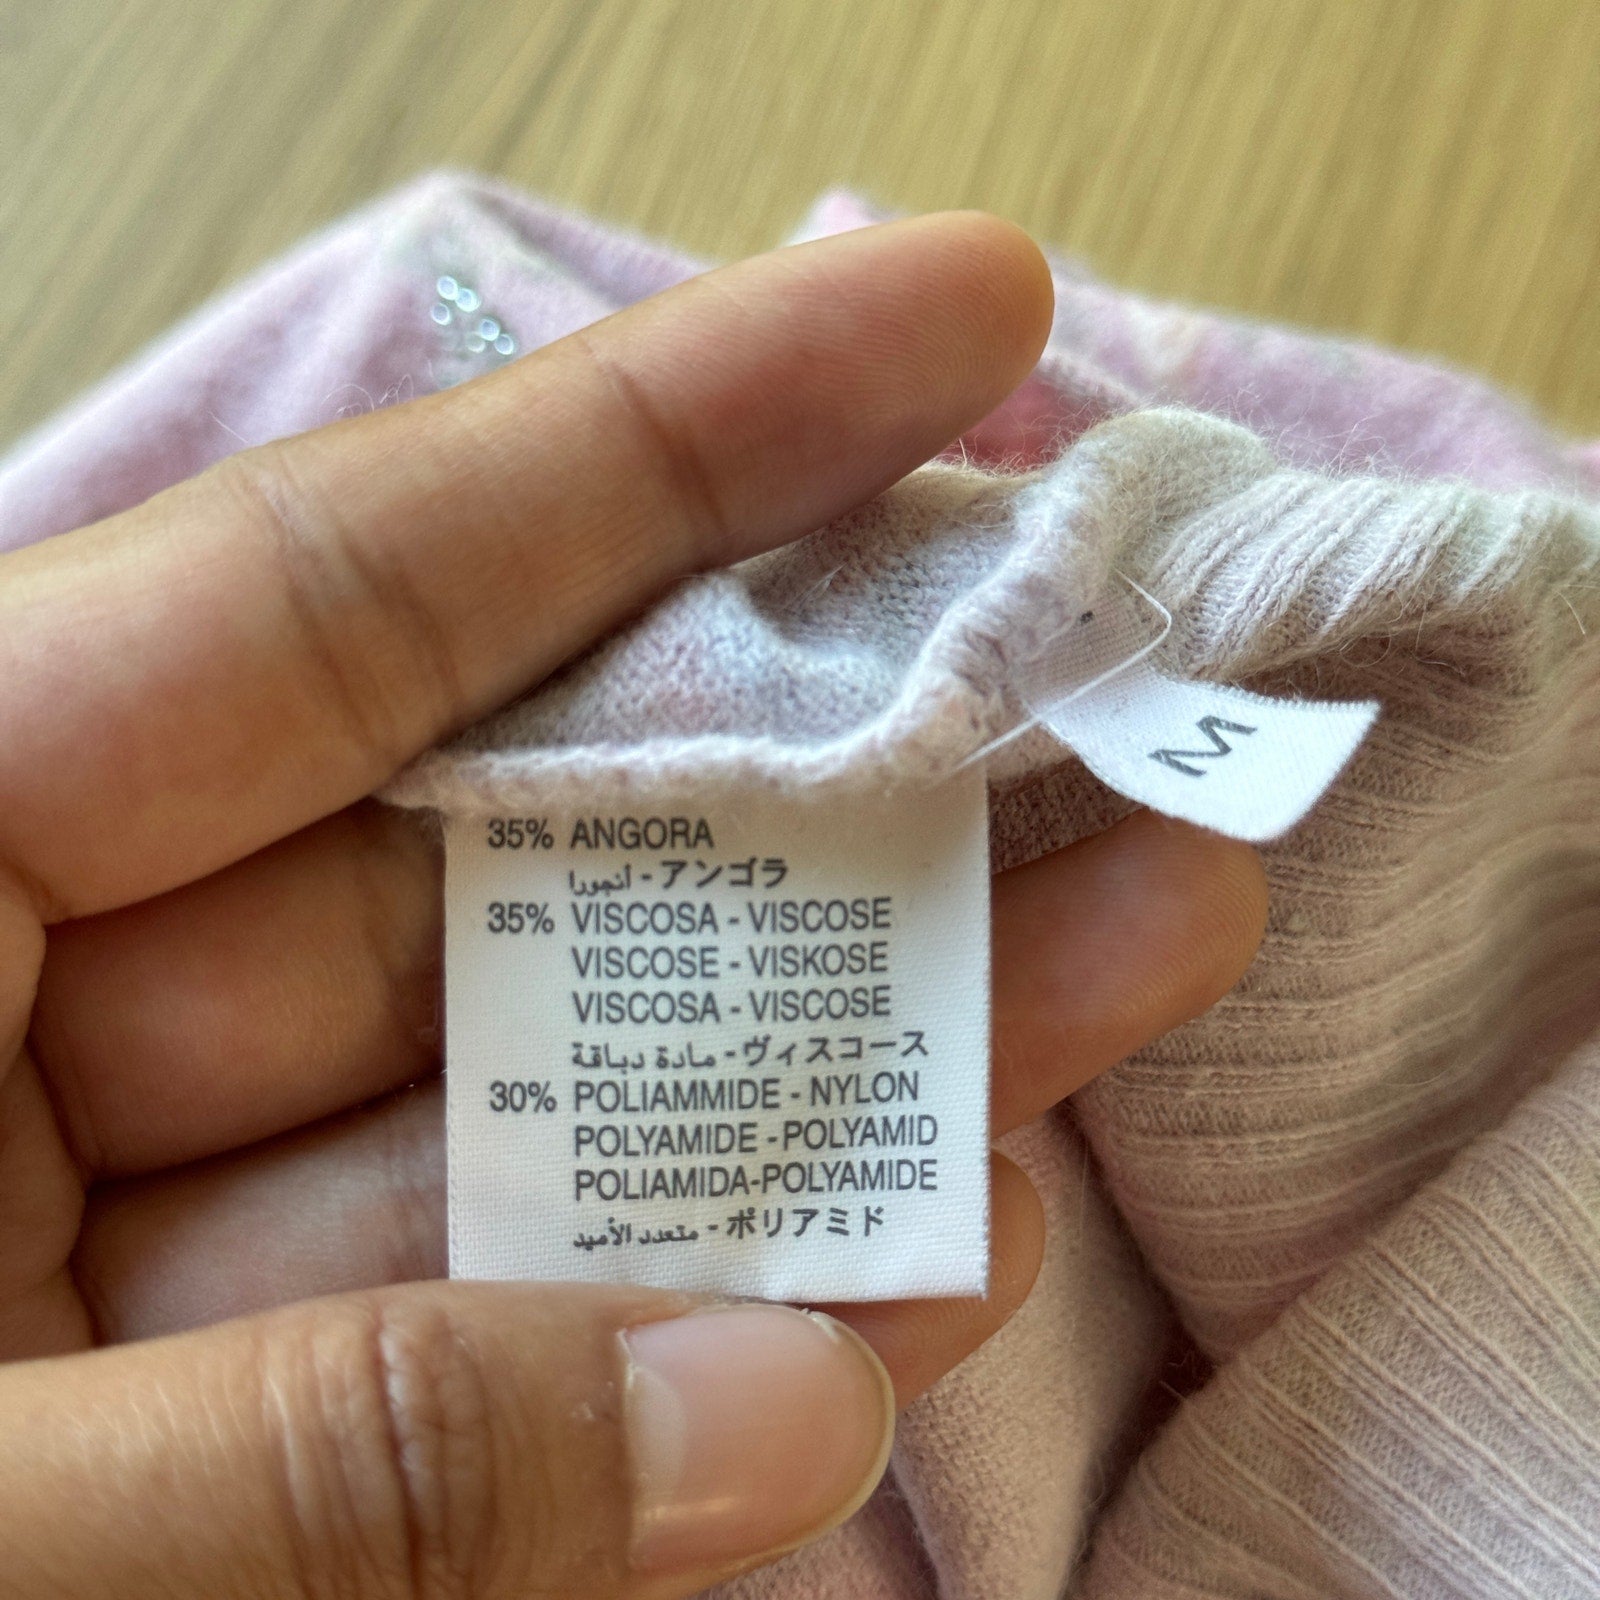 35% ANGORA
أنجورا - アンゴラ
35% VISCOSA - VISCOSE
VISCOSE - VISKOSE
VISCOSA - VISCOSE
مادة دباقة - ヴィスコース
30% POLIAMMIDE - NYLON
POLYAMIDE - POLYAMID
POLIAMIDA-POLYAMIDE
متعدد الأميد - ポリアミド
M